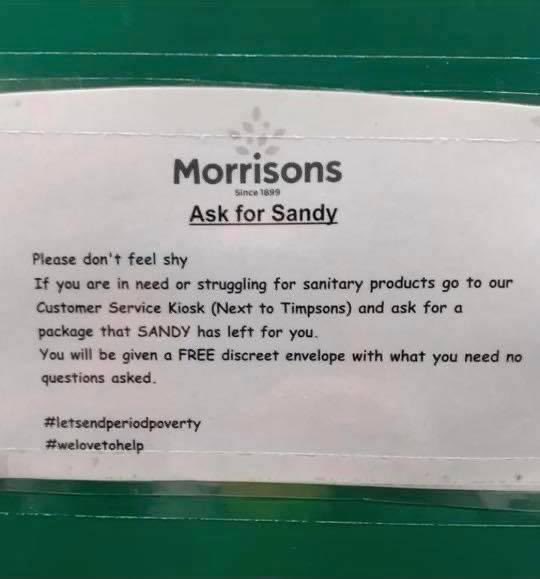 Morrisons
Since 1899
Ask for Sandy
Please don't feel shy
If you are in need or struggling for sanitary products go to our
Customer Service Kiosk (Next to Timpsons) and ask for a
package that SANDY has left for you.
You will be given a FREE discreet envelope with what you need no
questions asked.
#letsendperiodpoverty
#welovetohelp